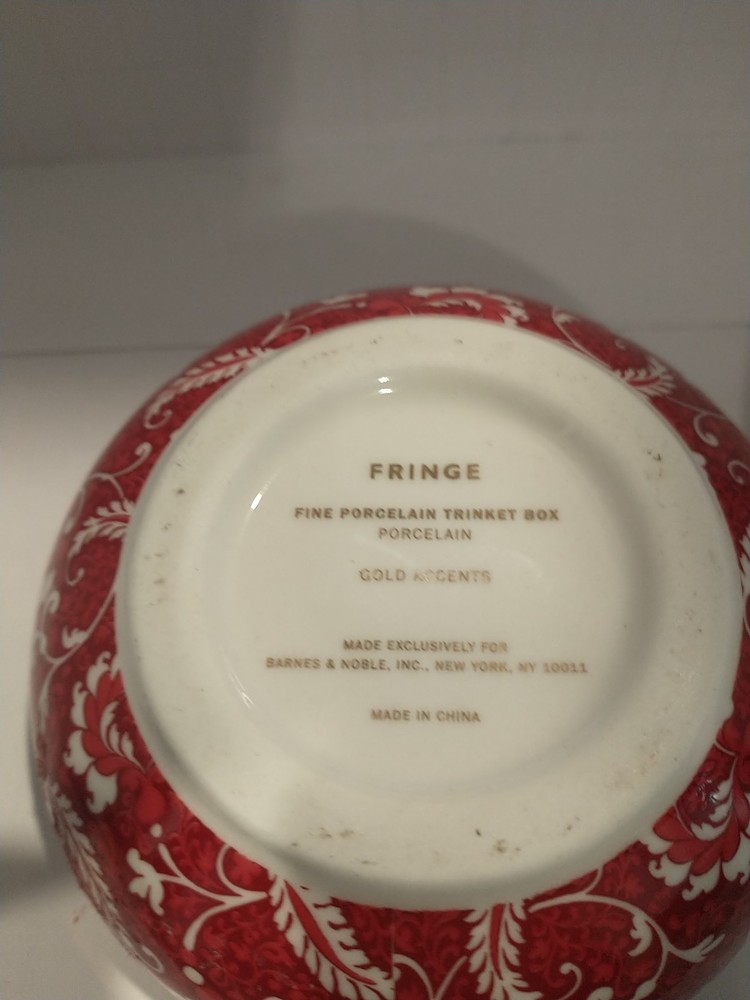 FRINGE
FINE PORCELAIN TRINKET BOX
PORCELAIN
GOLD ACCENTS
MADE EXCLUSIVELY FOR
BARNES & NOBLE, INC., NEW YORK, NY 10011
MADE IN CHINA